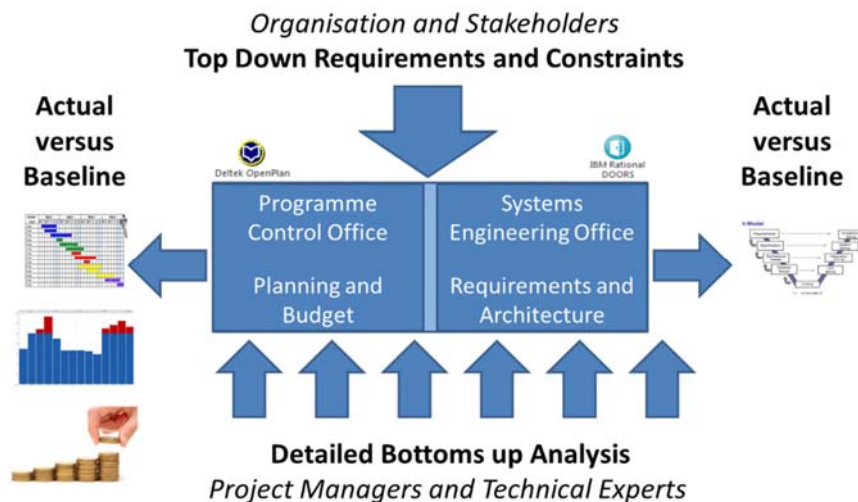 Organisation and Stakeholders
Top Down Requirements and Constraints
Actual
versus
Baseline
Actual
versus
Baseline
Deltek OpenPlan
IBM Rational
DOORS
Programme
Control Office
Planning and
Budget
Systems
Engineering Office
Requirements and
Architecture
V-Model
Detailed Bottoms up Analysis
Project Managers and Technical Experts